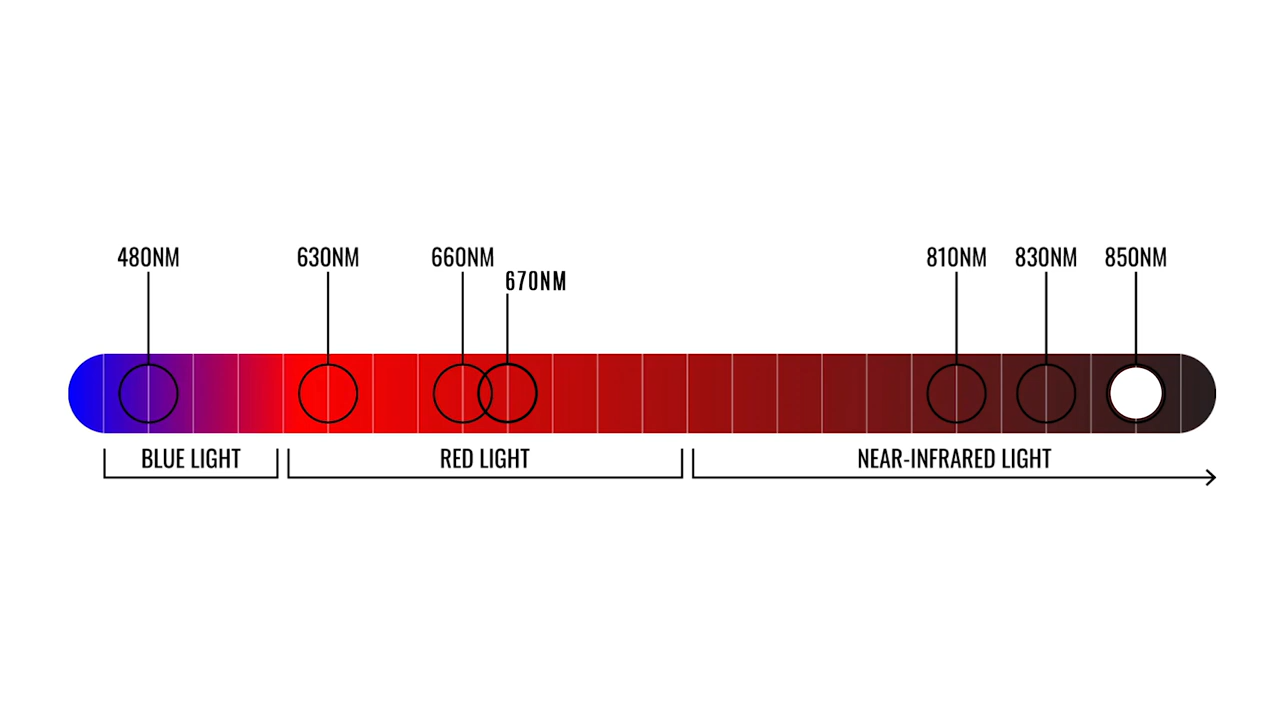 480NM
630NM
660NM
670NM
810NM
830NM
850NM
BLUE LIGHT
RED LIGHT
NEAR-INFRARED LIGHT